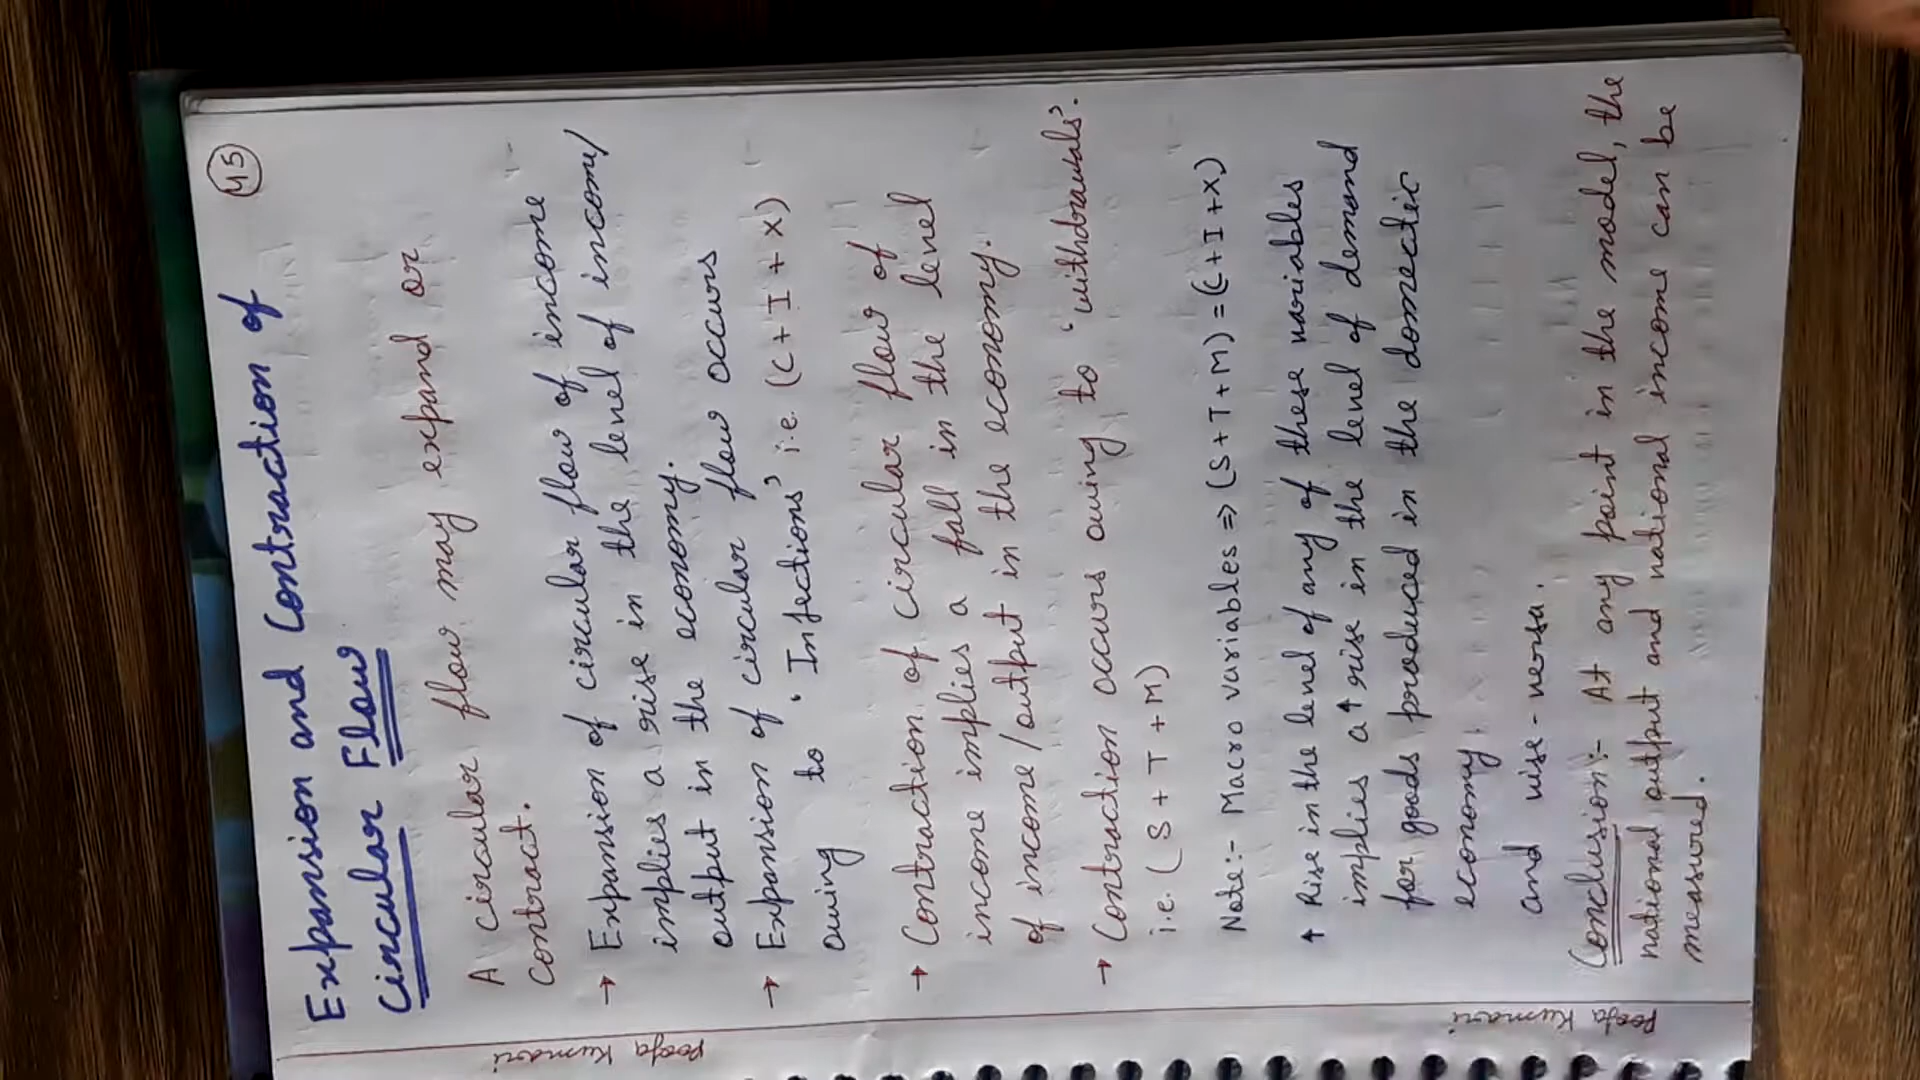 45
Expansion and Contraction of
Circular Flow
A circular flow may expand or
contract.
→ Expansion of circular flow of income
implies a rise in the level of income/
output in the economy.
→ Expansion of circular flow occurs
owing to 'Injections' i.e. (C + I + X)
→ Contraction of circular flow of
income implies a fall in the level
of income/output in the economy.
→ Contraction occurs owing to 'withdrawals'.
i.e. (S + T + M)
Note:- Macro variables ⇒ (S+T+M) = (C+I+X)
↑ Rise in the level of any of these variables
implies a ↑ rise in the level of demand
for goods produced in the domectic
economy
and vise-versa.
Conclusion:- At any point in the model, the
national output and national income can be
measured.
Pooja Kumari
Pooja Kumari